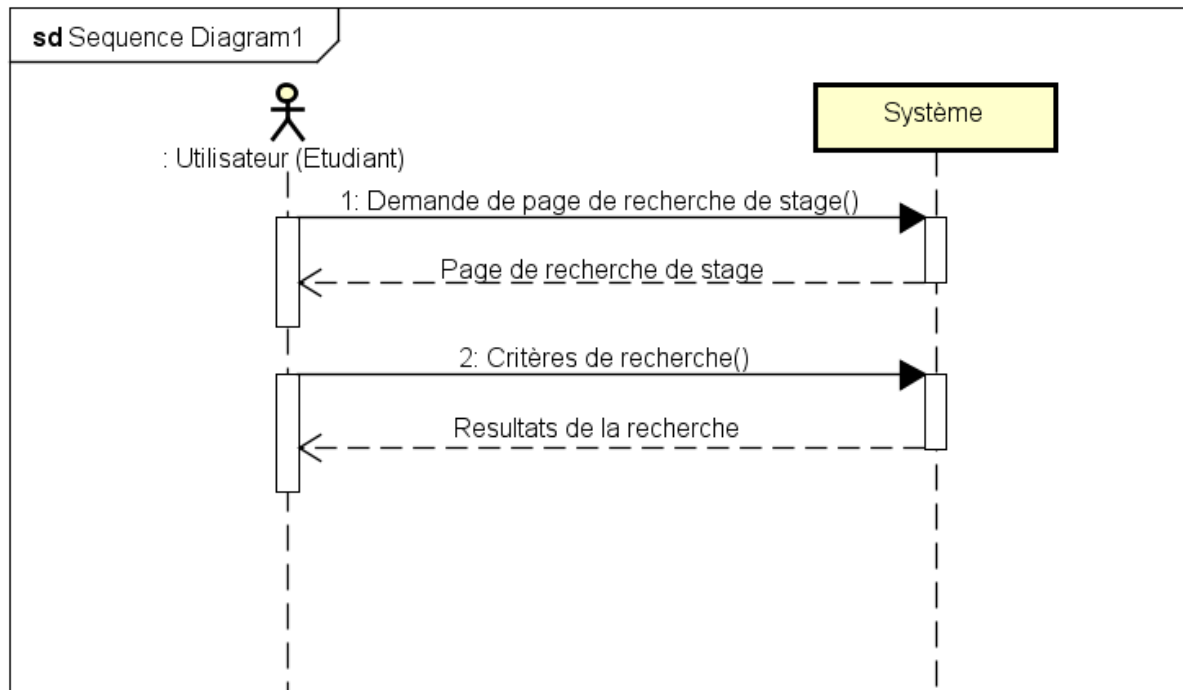 sd Sequence Diagram1
Système
: Utilisateur (Etudiant)
1: Demande de page de recherche de stage()
Page de recherche de stage
2: Critères de recherche()
Resultats de la recherche